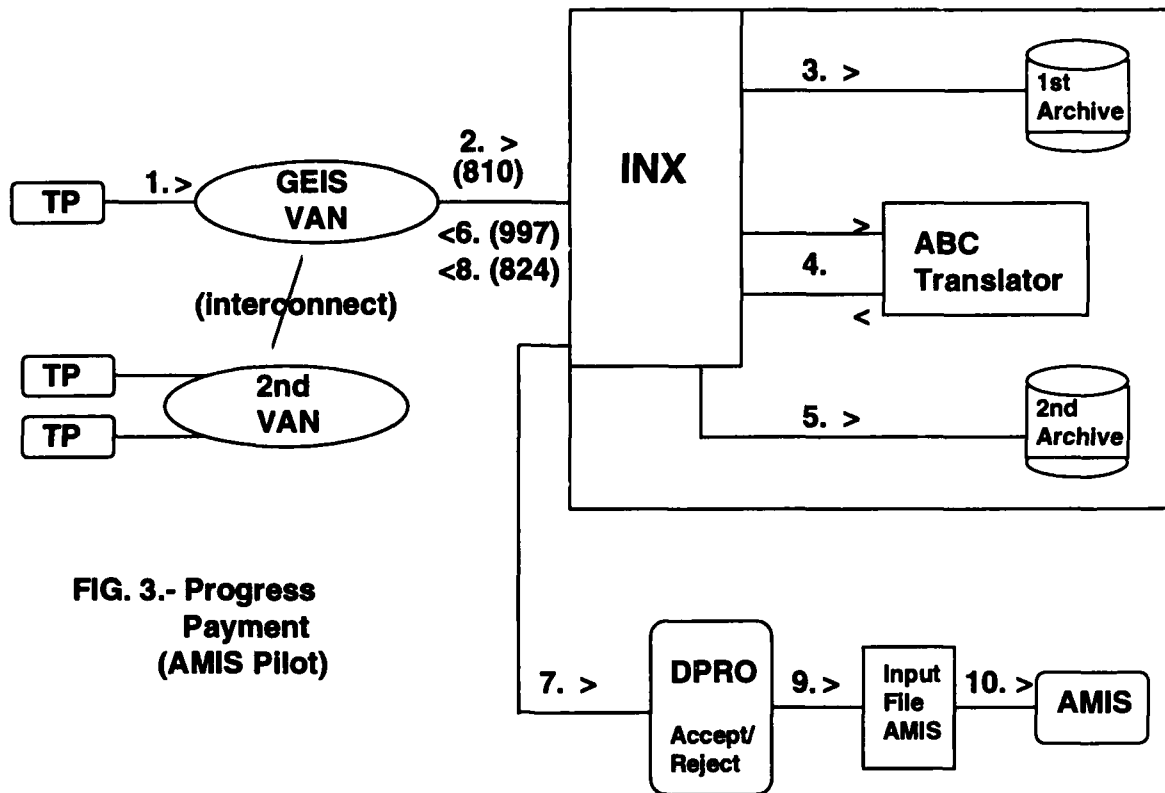 3. >
1st
Archive
2. >
(810)
INX
TP
1. >
GEIS
VAN
<6. (997)
<8. (824)
>
4.
<
ABC
Translator
(interconnect)
TP
TP
2nd
VAN
5. >
2nd
Archive
FIG. 3.- Progress
Payment
(AMIS Pilot)
7. >
DPRO
Accept/
Reject
9. >
Input
File
AMIS
10. >
AMIS